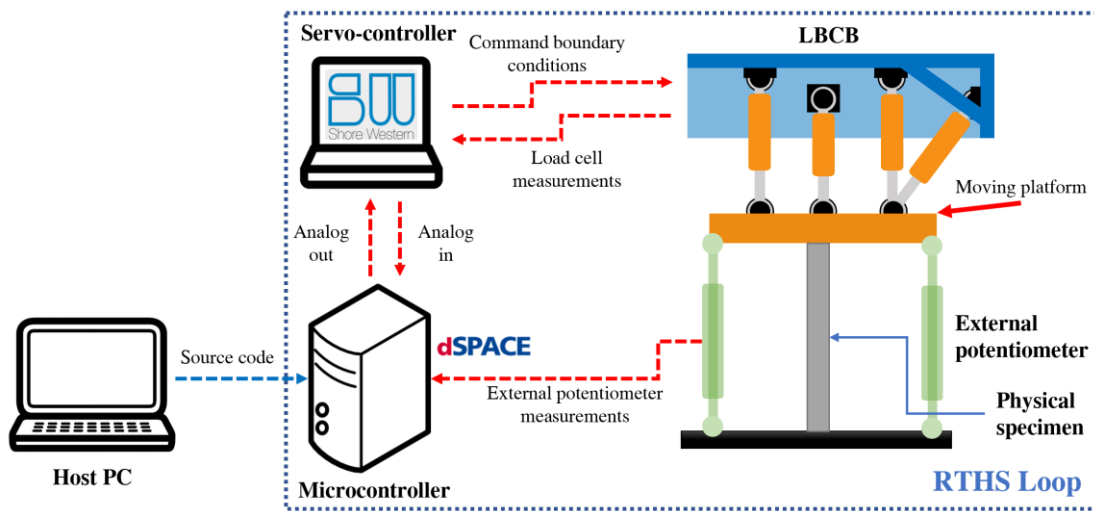 Servo-controller
Command boundary
conditions
LBCB
SW
Shore Western
Load cell
measurements
Moving platform
Analog
out
Analog
in
dSPACE
Source code
External potentiometer
measurements
External
potentiometer
Physical
specimen
Host PC
Microcontroller
RTHS Loop